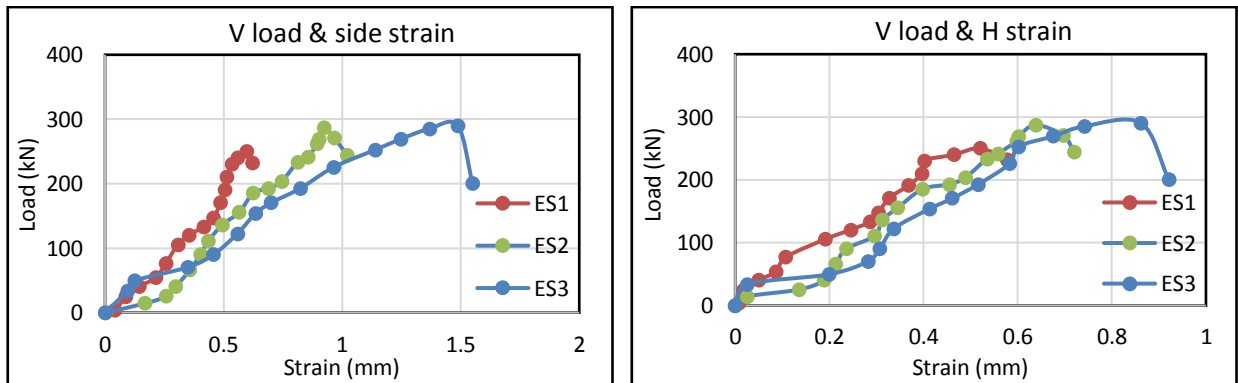 V load & side strain
400
300
200
100
0
Load (kN)
0 0.5 1 1.5 2
Strain (mm)
ES1
ES2
ES3
V load & H strain
400
300
200
100
0
Load (kN)
0 0.2 0.4 0.6 0.8 1
Strain (mm)
ES1
ES2
ES3